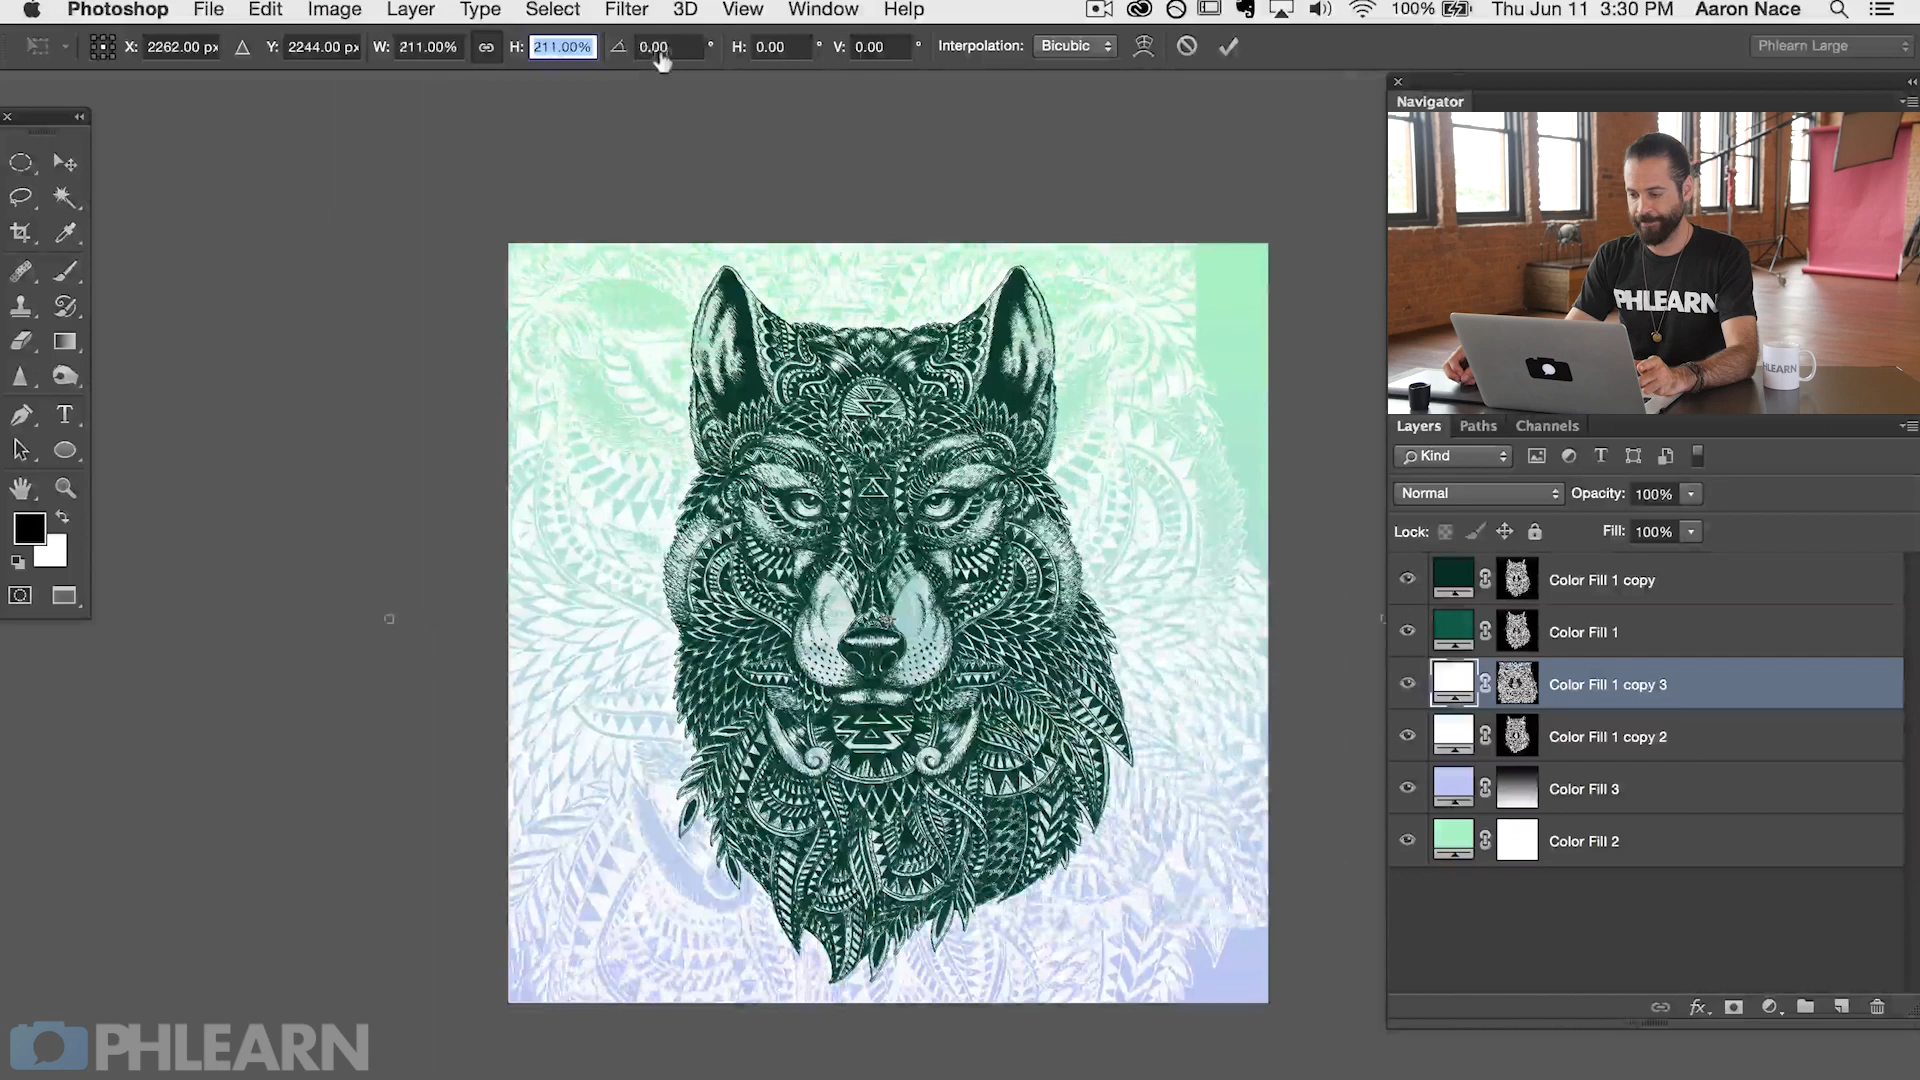 Photoshop File Edit Image Layer Type Select Filter 3D View Window Help 100% Thu Jun 11 3:30 PM Aaron Nace
X: 2262.00 px Y: 2244.00 px W: 211.00% H: 211.00% 0.00 ° H: 0.00 ° V: 0.00 ° Interpolation: Bicubic Phlearn Large
Navigator
PHLEARN
PHLEARN
Layers Paths Channels
Kind
Normal Opacity: 100%
Lock: Fill: 100%
Color Fill 1 copy
Color Fill 1
Color Fill 1 copy 3
Color Fill 1 copy 2
Color Fill 3
Color Fill 2
fx
PHLEARN